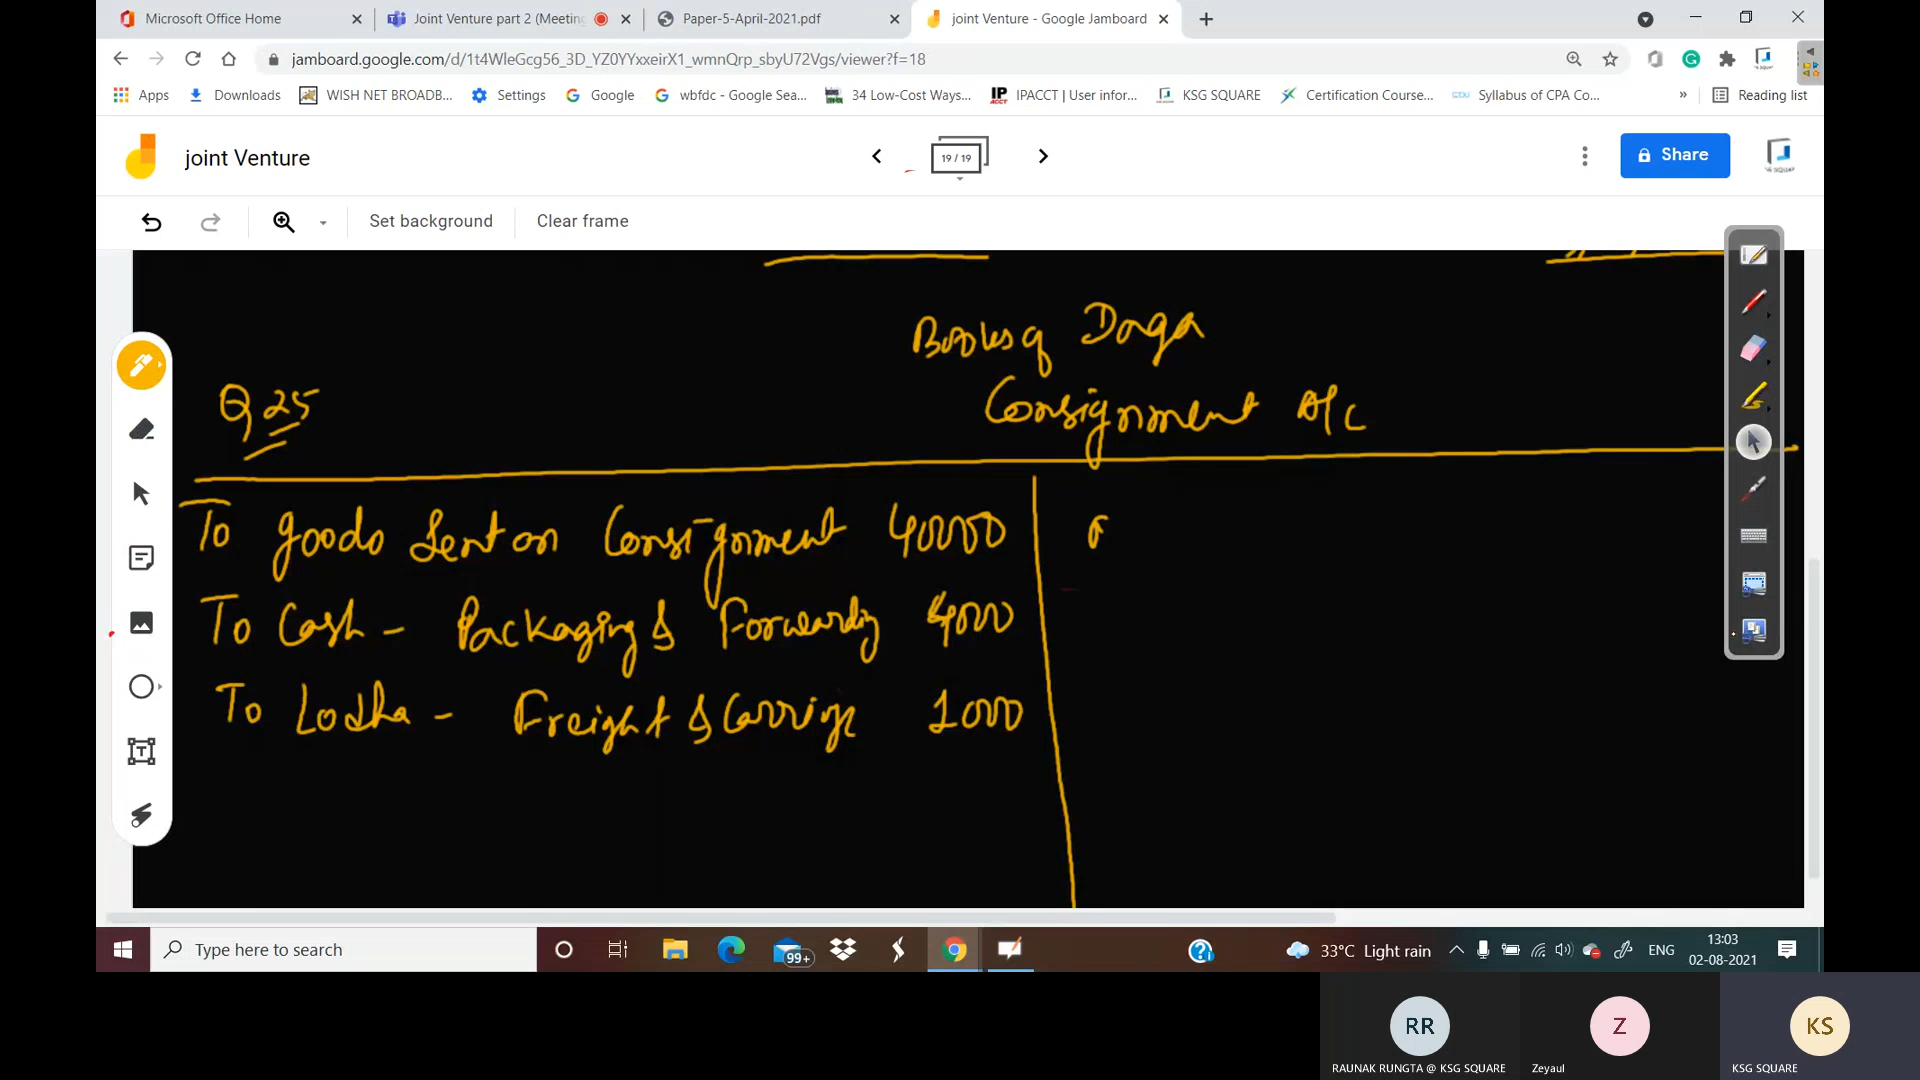 Microsoft Office Home
Joint Venture part 2 (Meetin
Paper-5-April-2021.pdf
joint Venture - Google Jamboard
jamboard.google.com/d/1t4WleGcg56_3D_YZ0YYxxeirX1_wmnQrp_sbyU72Vgs/viewer?f=18
Apps
Downloads
WISH NET BROADB...
Settings
Google
wbfdc - Google Sea...
34 Low-Cost Ways...
IPACCT | User infor...
KSG SQUARE
Certification Course...
Syllabus of CPA Co...
»
Reading list
joint Venture
19 / 19
Share
Set background
Clear frame
Books of Daga
Q 25
Consignment A/c
To goods Sent on Consignment 40000
To Cash - Packaging & Forwarding 4000
To Lodha - Freight & Carriage 1000
Type here to search
99+
33°C Light rain
ENG
13:03
02-08-2021
RR
Z
KS
RAUNAK RUNGTA @ KSG SQUARE
Zeyaul
KSG SQUARE